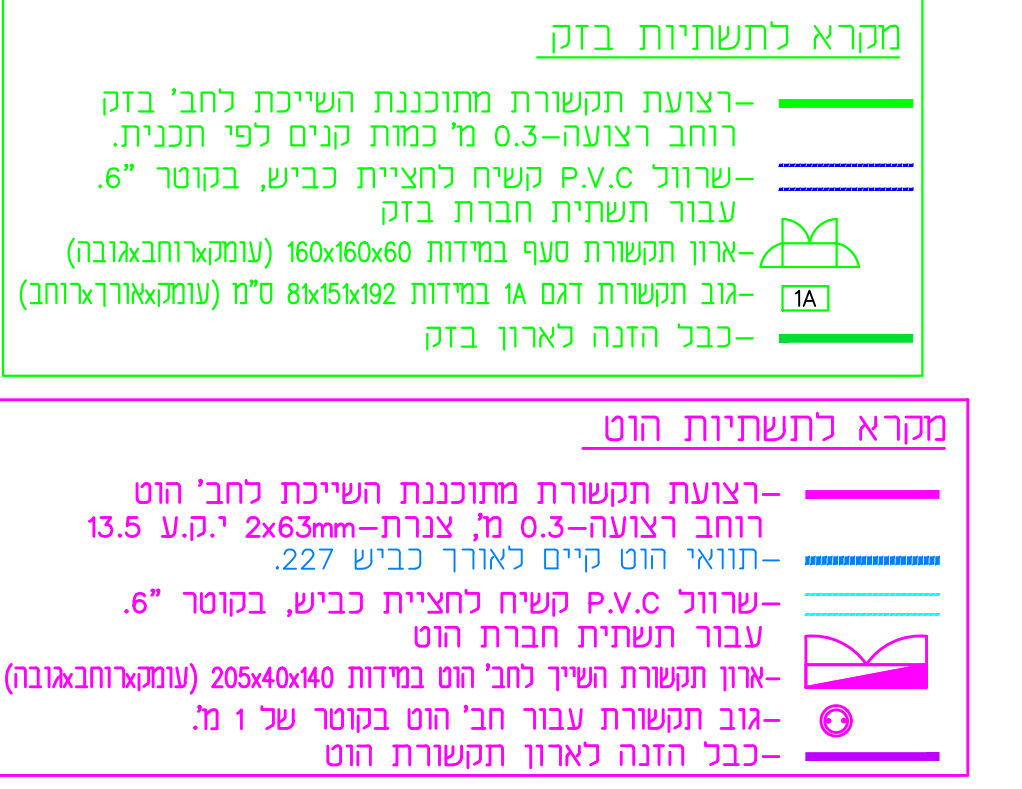 מקרא לתשתיות בזק
-רצועת תקשורת מתוכננת השייכת לחב' בזק
רוחב רצועה-0.3 מ' כמות קנים לפי תכנית.
-שרוול P.V.C קשיח לחציית כביש, בקוטר "6.
עבור תשתית חברת בזק
-ארון תקשורת סעף במידות 160x160x60 (עומקxרוחבxגובה)
-גוב תקשורת דגם 1A במידות 81x151x192 ס"מ (עומקxאורךxרוחב)
1A
-כבל הזנה לארון בזק
מקרא לתשתיות הוט
-רצועת תקשורת מתוכננת השייכת לחב' הוט
רוחב רצועה-0.3 מ', צנרת-2x63mm י.ק.ע 13.5
-תוואי הוט קיים לאורך כביש 227.
-שרוול P.V.C קשיח לחציית כביש, בקוטר "6.
עבור תשתית חברת הוט
-ארון תקשורת השייך לחב' הוט במידות 205x40x140 (עומקxרוחבxגובה)
-גוב תקשורת עבור חב' הוט בקוטר של 1 מ'.
-כבל הזנה לארון תקשורת הוט